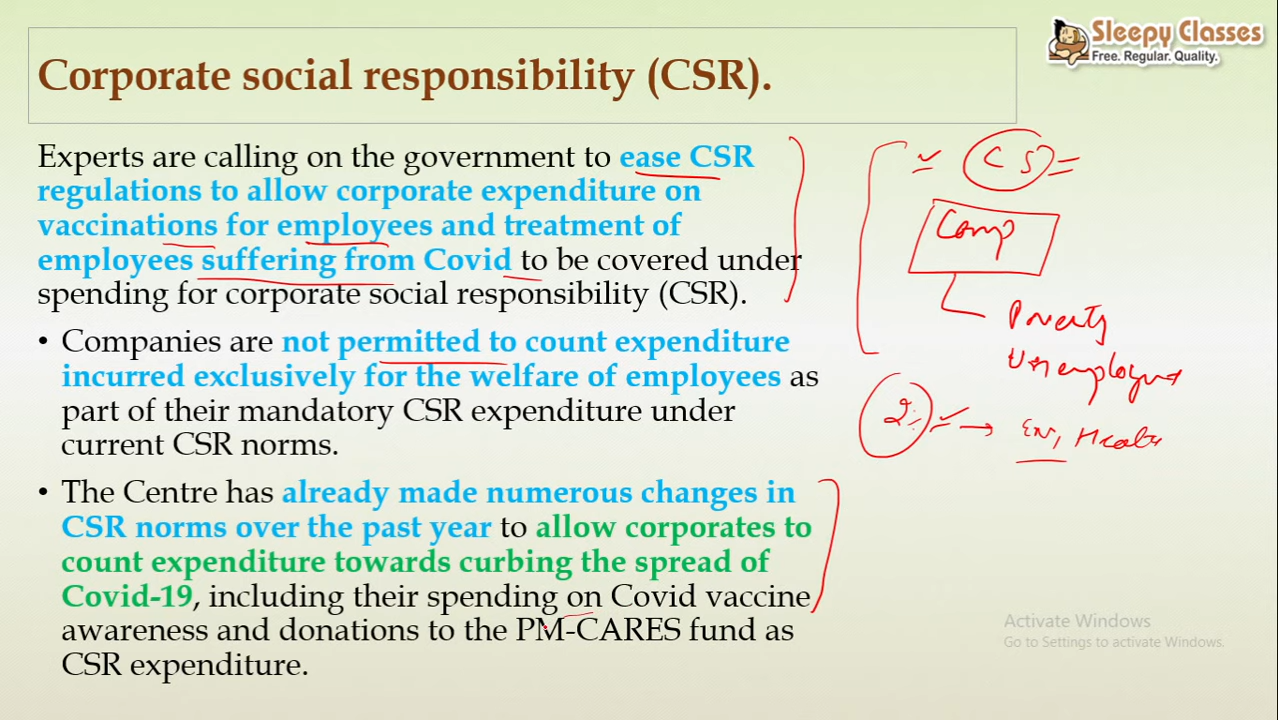 Sleepy Classes
Free. Regular. Quality.
Corporate social responsibility (CSR).
Experts are calling on the government to ease CSR
regulations to allow corporate expenditure on
vaccinations for employees and treatment of
employees suffering from Covid to be covered under
spending for corporate social responsibility (CSR).
• Companies are not permitted to count expenditure
incurred exclusively for the welfare of employees as
part of their mandatory CSR expenditure under
current CSR norms.
• The Centre has already made numerous changes in
CSR norms over the past year to allow corporates to
count expenditure towards curbing the spread of
Covid-19, including their spending on Covid vaccine
awareness and donations to the PM-CARES fund as
CSR expenditure.
Comp
Poverty
2%
Activate Windows
Go to Settings to activate Windows.